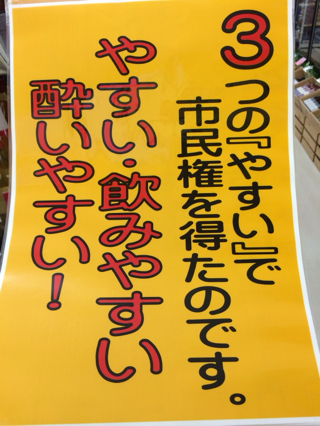 3つの『やすい』で
市民権を得たのです。
やすい・飲みやすい
酔いやすい！